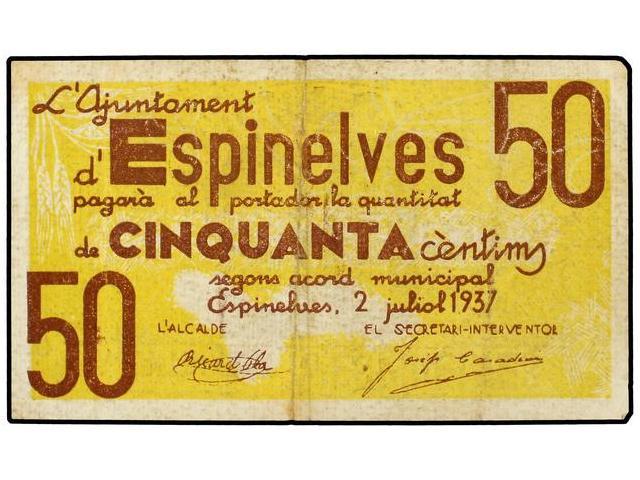 L'Ajuntament
50
d'Espinelves
pagarà al portador la quantitat
de CINQUANTA cèntims
segons acord municipal
Espinelves, 2 juliol 1937
50
L'ALCALDE EL SECRETARI-INTERVENTOR
Josep